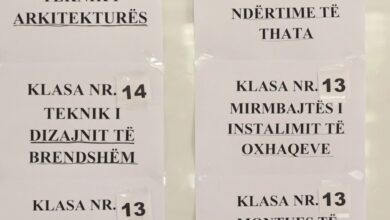 ARKITEKTURËS
KLASA NR. 14
TEKNIK I
DIZAJNIT TË
BRENDSHËM
KLASA NR. 13
NDËRTIME TË
THATA
KLASA NR. 13
MIRMBAJTËS I
INSTALIMIT TË
OXHAQEVE
KLASA NR. 13